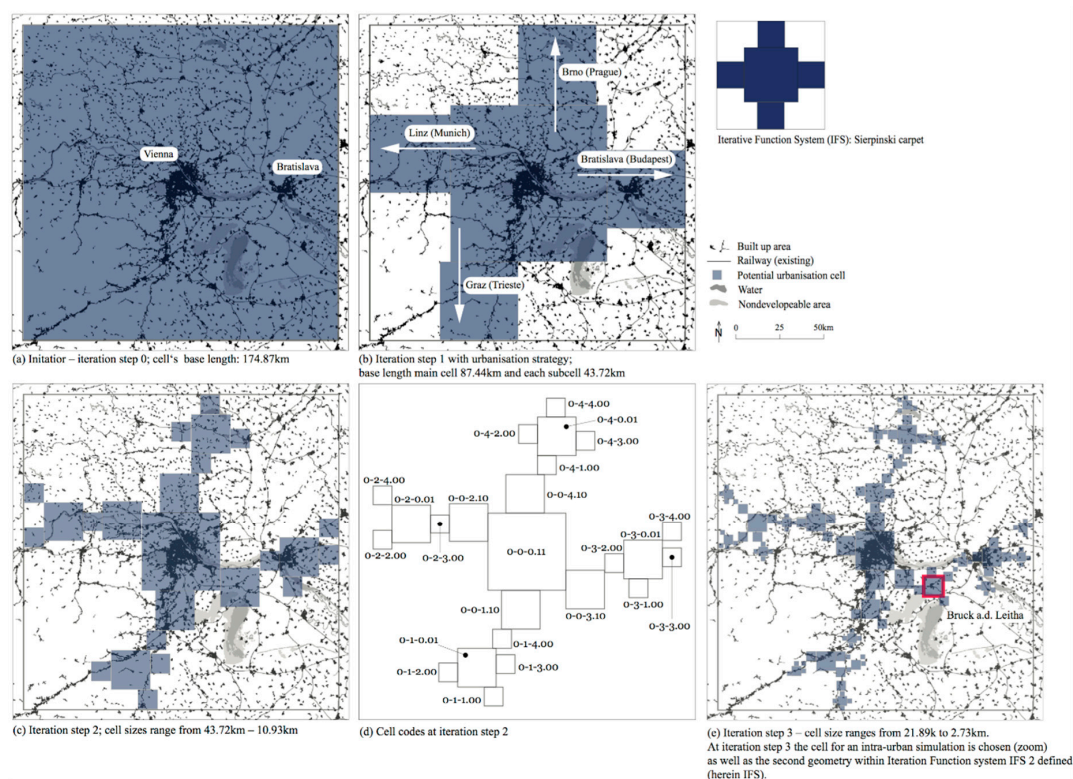 Vienna
Bratislava
(a) Initatior – iteration step 0; cell‘s base length: 174.87km
Brno (Prague)
Linz (Munich)
Bratislava (Budapest)
Graz (Trieste)
(b) Iteration step 1 with urbanisation strategy;
base length main cell 87.44km and each subcell 43.72km
Iterative Function System (IFS): Sierpinski carpet
Built up area
Railway (existing)
Potential urbanisation cell
Water
Nondevelopeable area
N
0 25 50km
(c) Iteration step 2; cell sizes range from 43.72km – 10.93km
0-4-4.00
0-4-0.01
0-4-2.00
0-4-3.00
0-4-1.00
0-2-4.00
0-2-0.01
0-0-2.10
0-0-4.10
0-3-4.00
0-3-0.01
0-3-2.00
0-0-0.11
0-2-2.00
0-2-3.00
0-3-1.00
0-0-1.10
0-0-3.10
0-3-3.00
0-1-0.01
0-1-4.00
0-1-2.00
0-1-3.00
0-1-1.00
(d) Cell codes at iteration step 2
Bruck a.d. Leitha
(e) Iteration step 3 – cell size ranges from 21.89k to 2.73km.
At iteration step 3 the cell for an intra-urban simulation is chosen (zoom)
as well as the second geometry within Iteration Function system IFS 2 defined
(herein IFS).